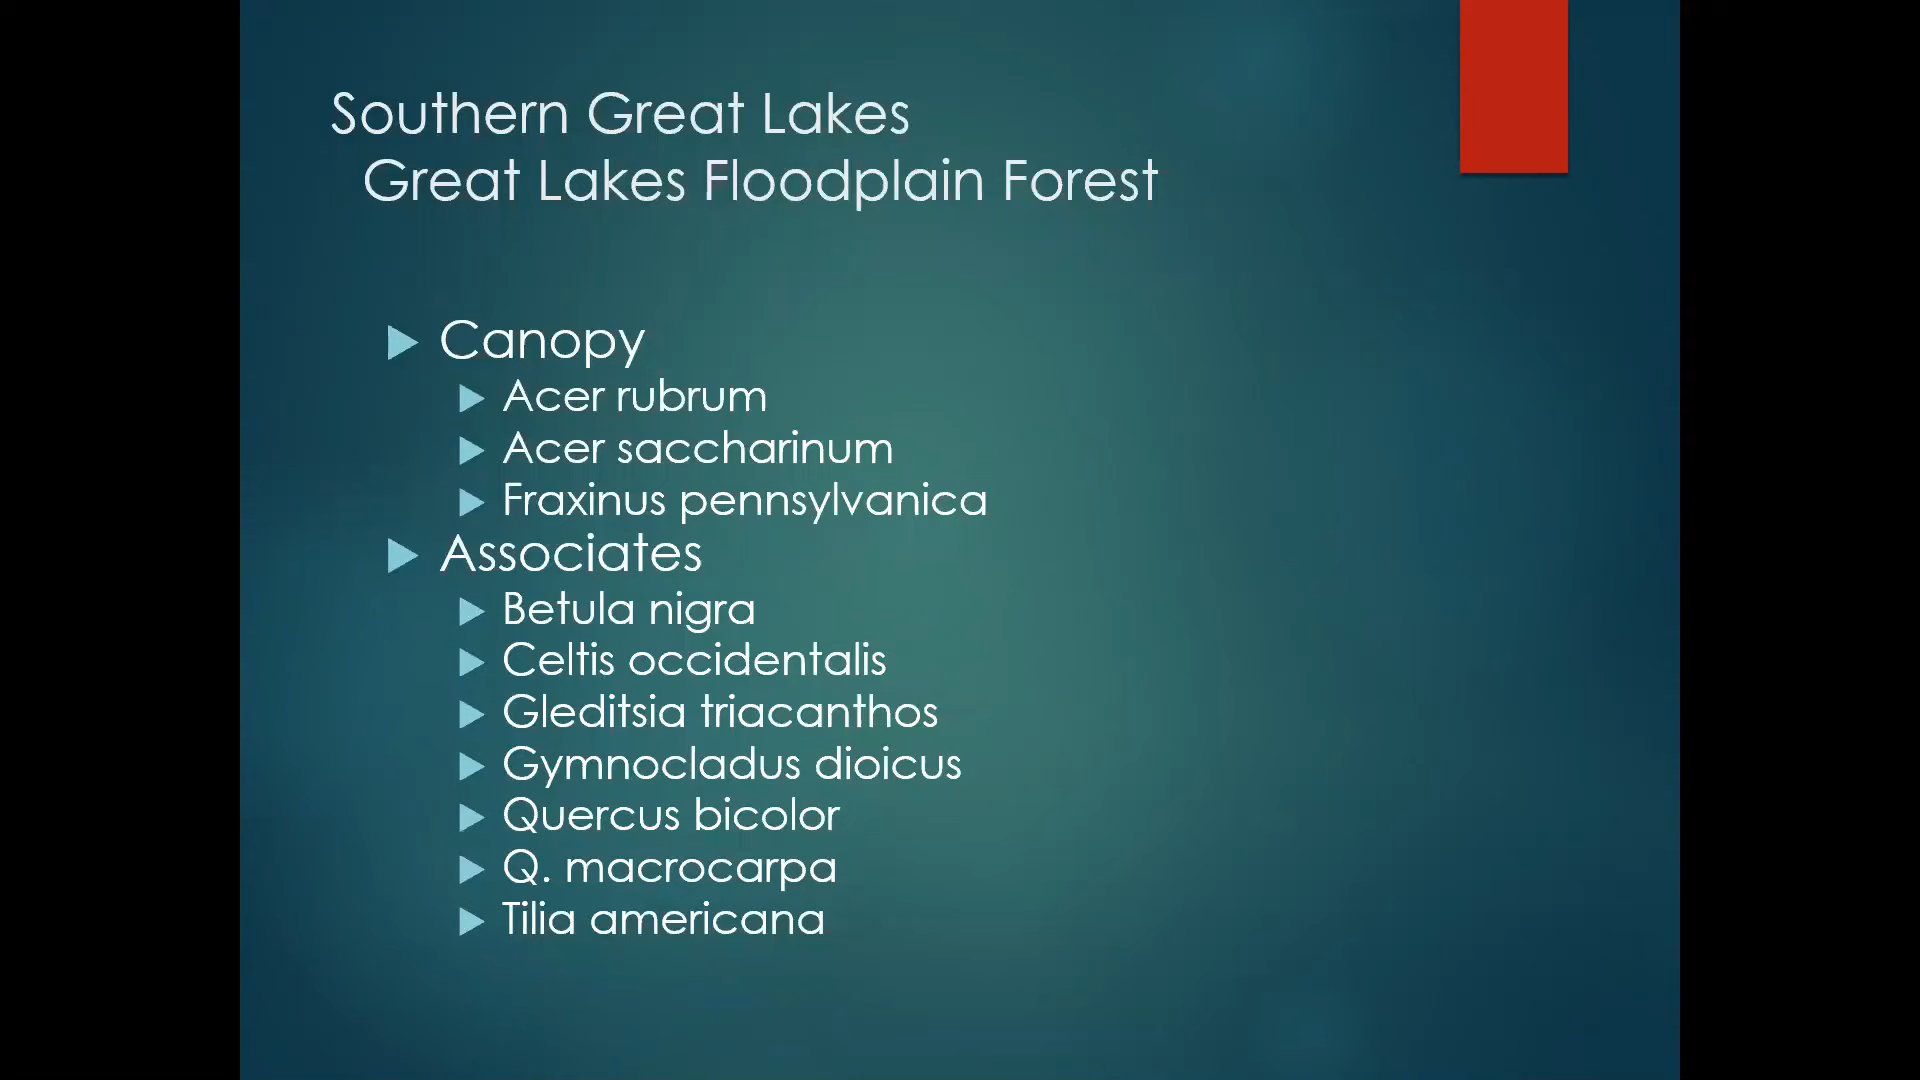 Southern Great Lakes
Great Lakes Floodplain Forest
Canopy
Acer rubrum
Acer saccharinum
Fraxinus pennsylvanica
Associates
Betula nigra
Celtis occidentalis
Gleditsia triacanthos
Gymnocladus dioicus
Quercus bicolor
Q. macrocarpa
Tilia americana